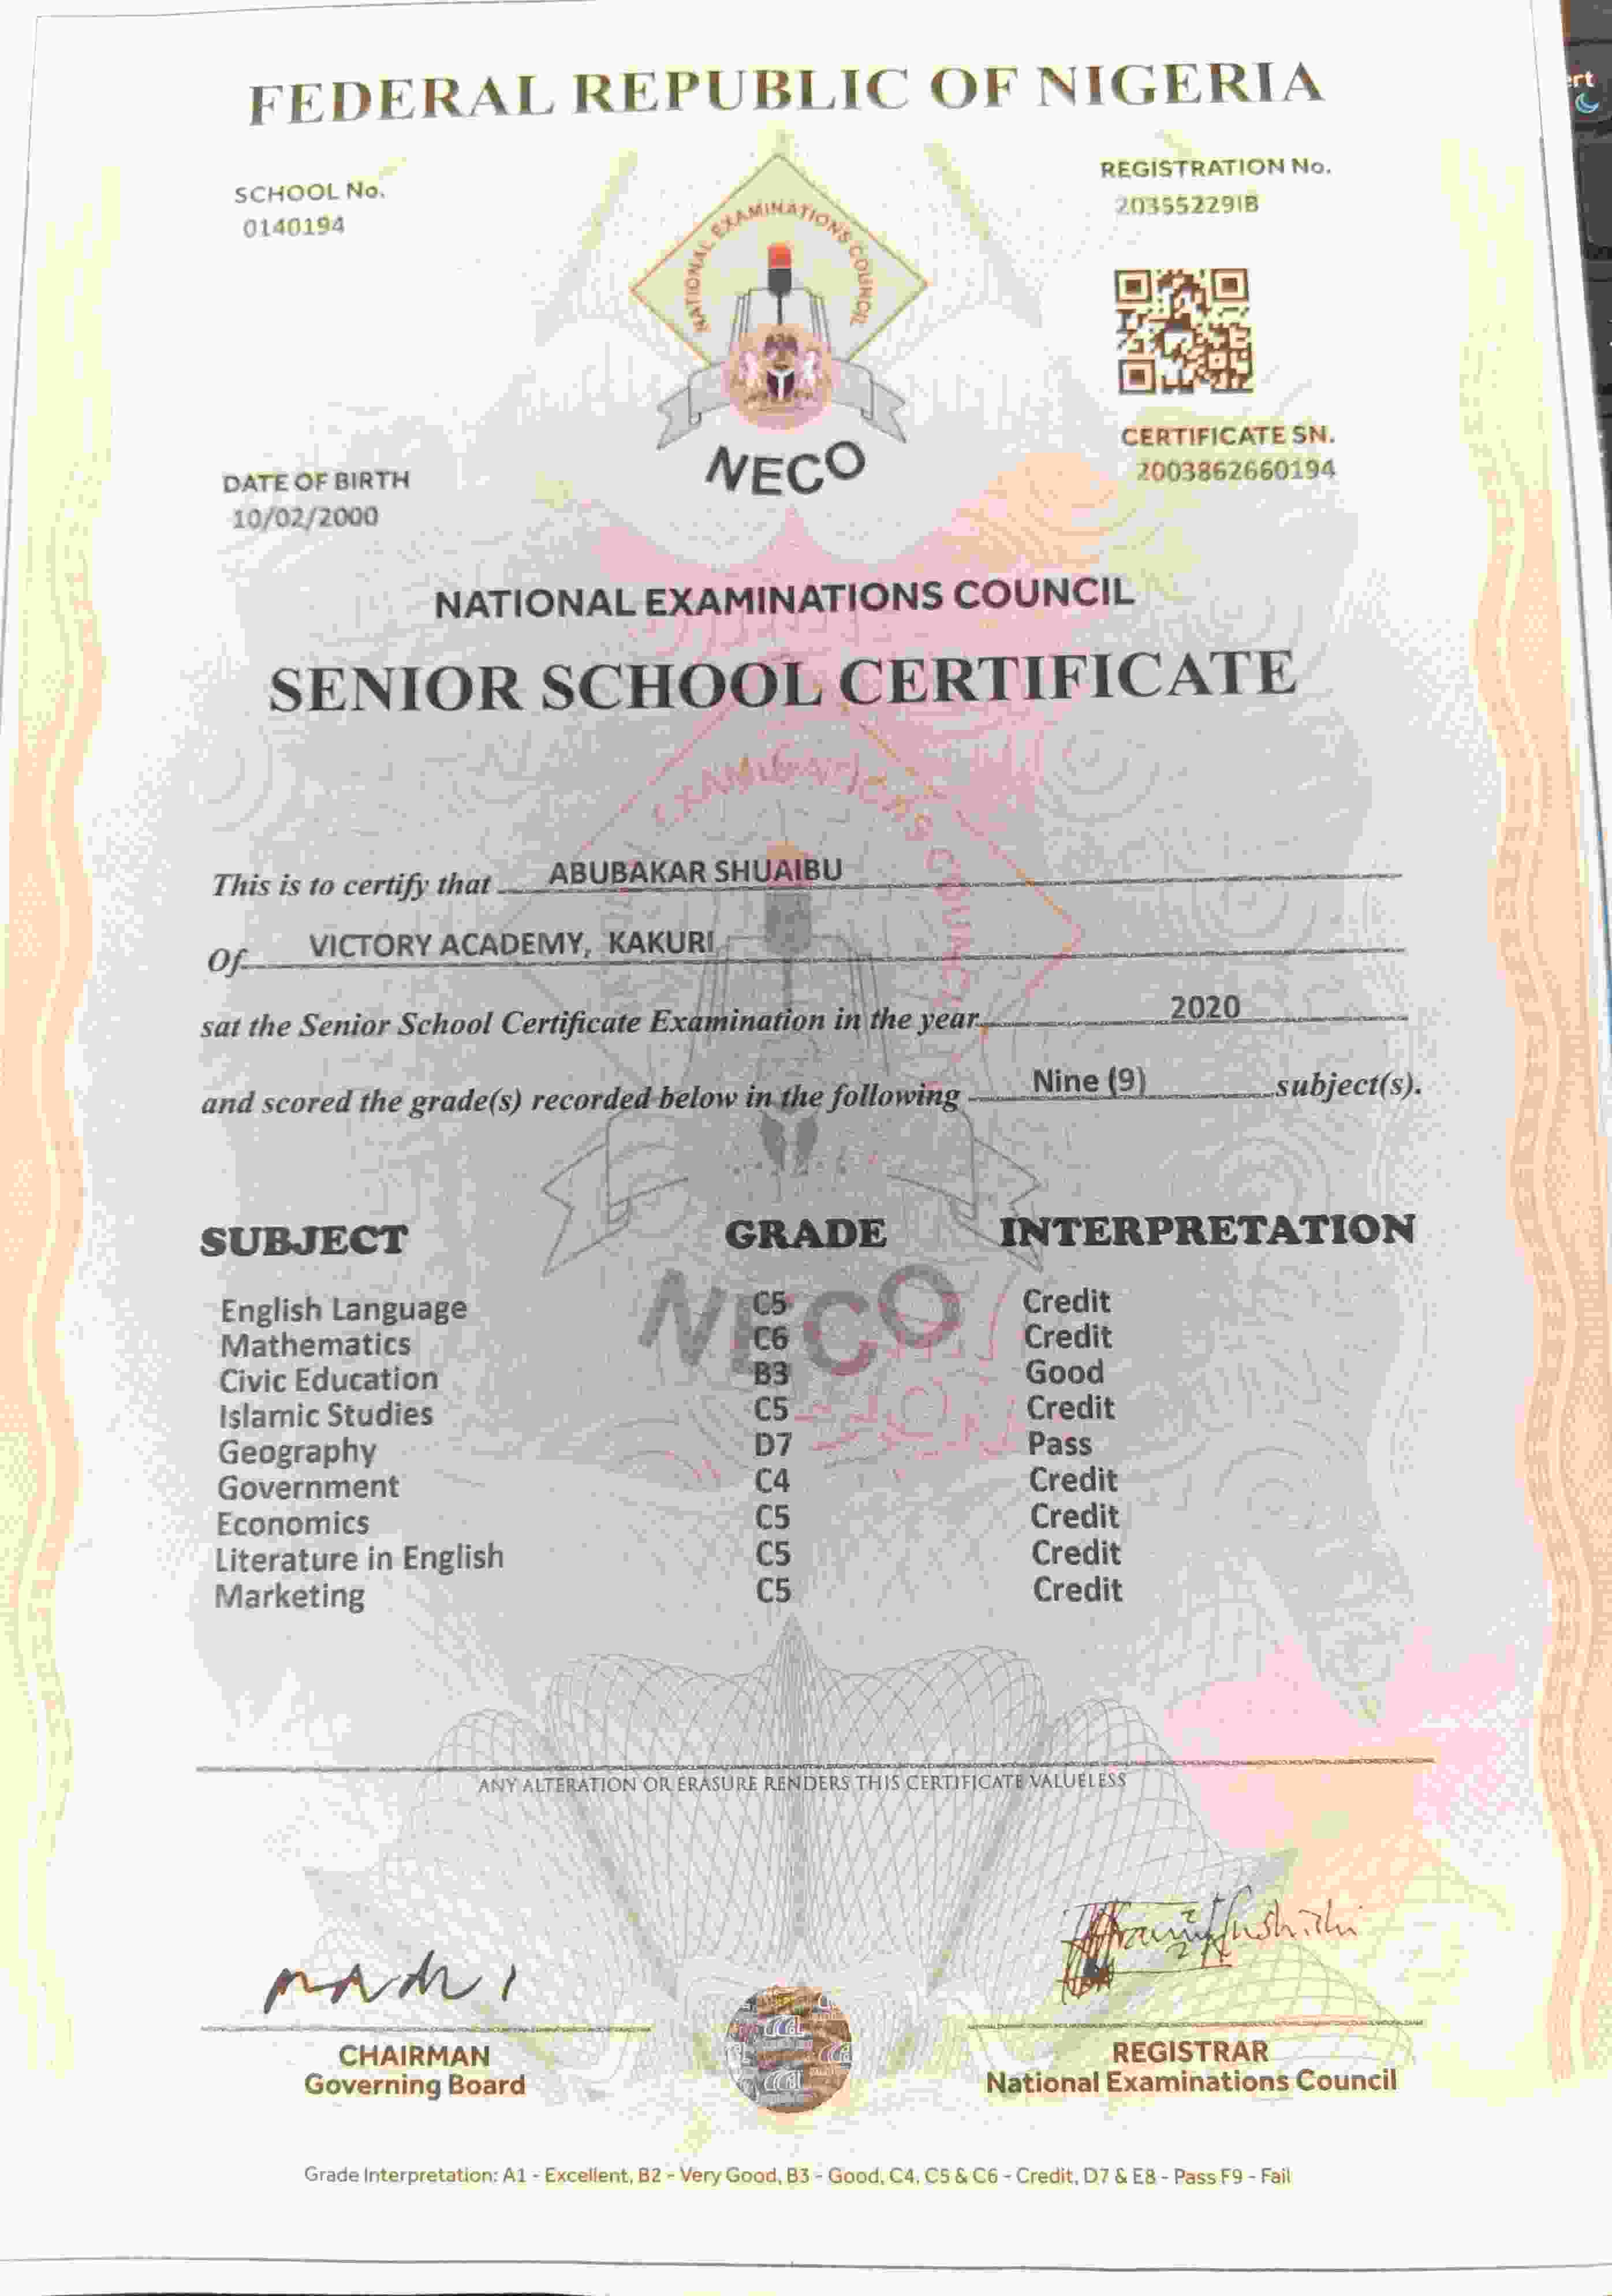 FEDERAL REPUBLIC OF NIGERIA
SCHOOL No.
0140194
REGISTRATION No.
203552291IB
NATIONAL EXAMINATIONS COUNCIL
NECO
CERTIFICATE SN.
2003862660194
DATE OF BIRTH
10/02/2000
NATIONAL EXAMINATIONS COUNCIL
SENIOR SCHOOL CERTIFICATE
This is to certify that ABUBAKAR SHUAIBU
Of VICTORY ACADEMY, KAKURI
sat the Senior School Certificate Examination in the year 2020
and scored the grade(s) recorded below in the following Nine (9) subject(s).
SUBJECT GRADE INTERPRETATION
English Language C5 Credit
Mathematics C6 Credit
Civic Education B3 Good
Islamic Studies C5 Credit
Geography D7 Pass
Government C4 Credit
Economics C5 Credit
Literature in English C5 Credit
Marketing C5 Credit
EXAMINATIONS COUNCIL
NECO
ANY ALTERATION OR ERASURE RENDERS THIS CERTIFICATE VALUELESS
CHAIRMAN
Governing Board
REGISTRAR
National Examinations Council
Grade Interpretation: A1 - Excellent, B2 - Very Good, B3 - Good, C4, C5 & C6 - Credit, D7 & E8 - Pass F9 - Fail